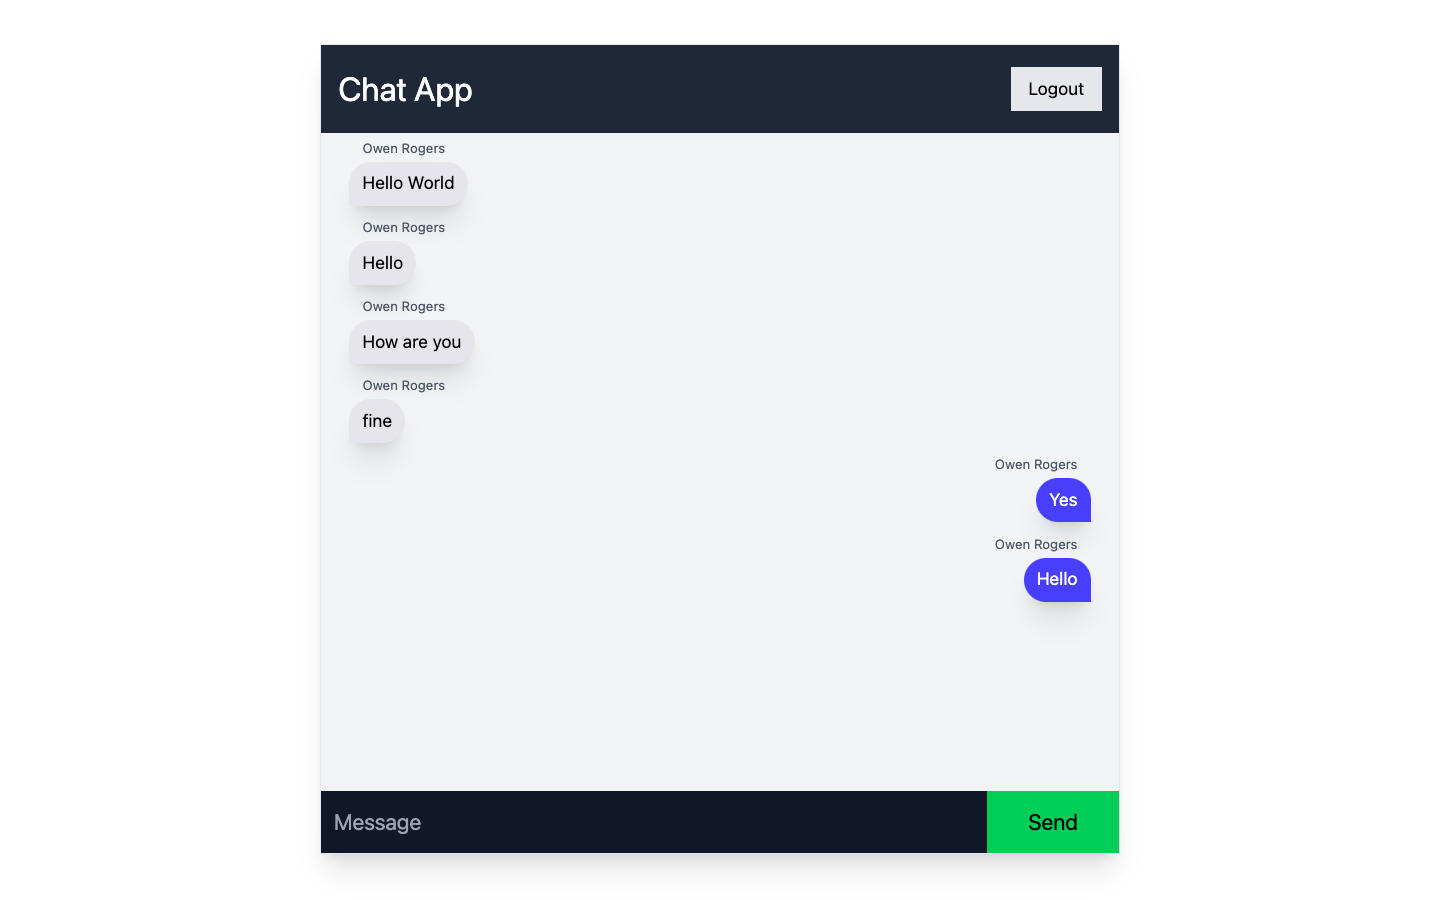 Chat App
Logout
Owen Rogers
Hello World
Owen Rogers
Hello
Owen Rogers
How are you
Owen Rogers
fine
Owen Rogers
Yes
Owen Rogers
Hello
Message
Send